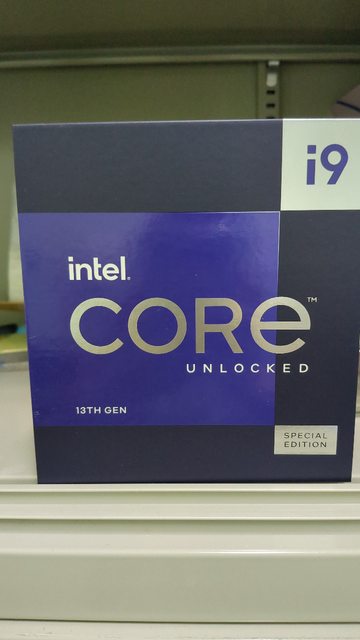 i9
intel.
CORE™
UNLOCKED
13TH GEN
SPECIAL
EDITION